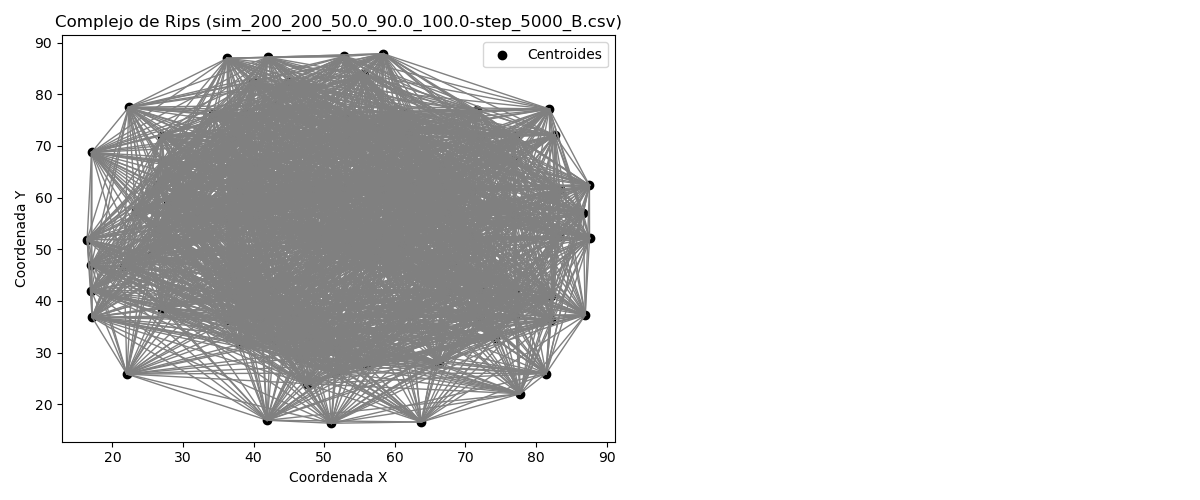 Complejo de Rips (sim_200_200_50.0_90.0_100.0-step_5000_B.csv)
Centroides
Coordenada Y
90
80
70
60
50
40
30
20
20 30 40 50 60 70 80 90
Coordenada X